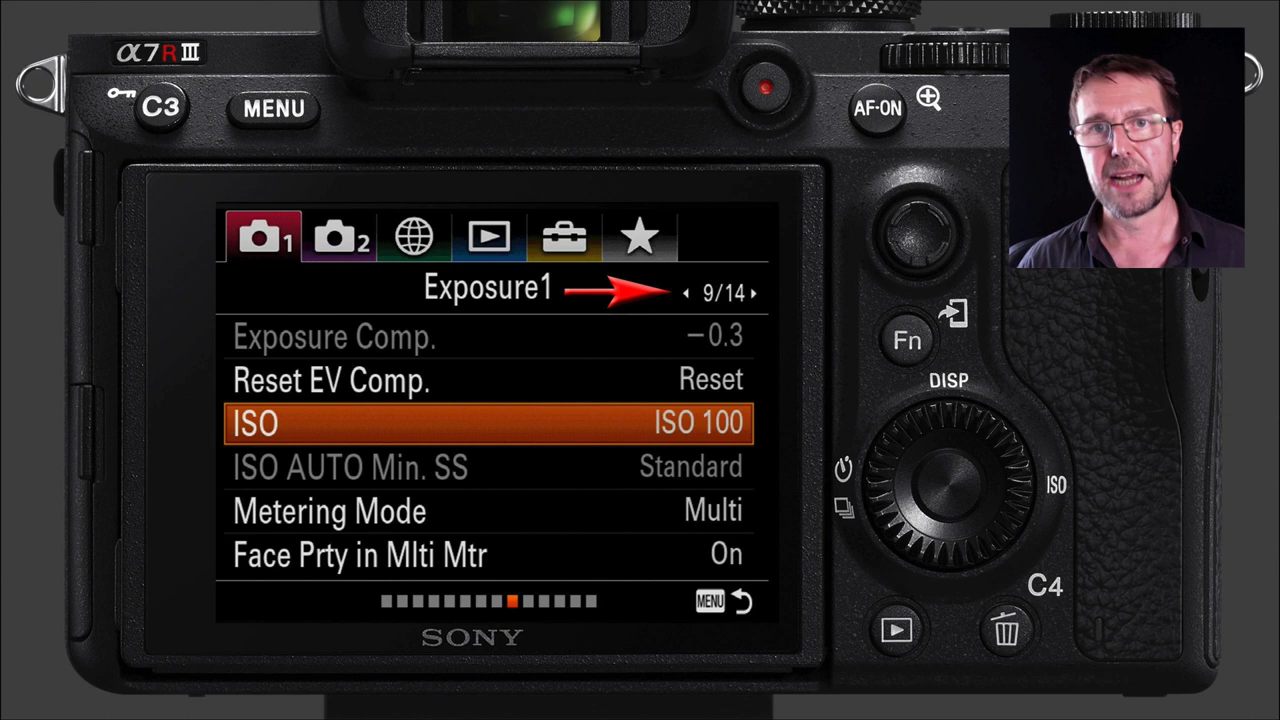 α7RIII
C3
MENU
AF-ON
1
2
Exposure1
9/14
Exposure Comp. −0.3
Reset EV Comp. Reset
ISO ISO 100
ISO AUTO Min. SS Standard
Metering Mode Multi
Face Prty in Mlti Mtr On
MENU
SONY
Fn
DISP
ISO
C4